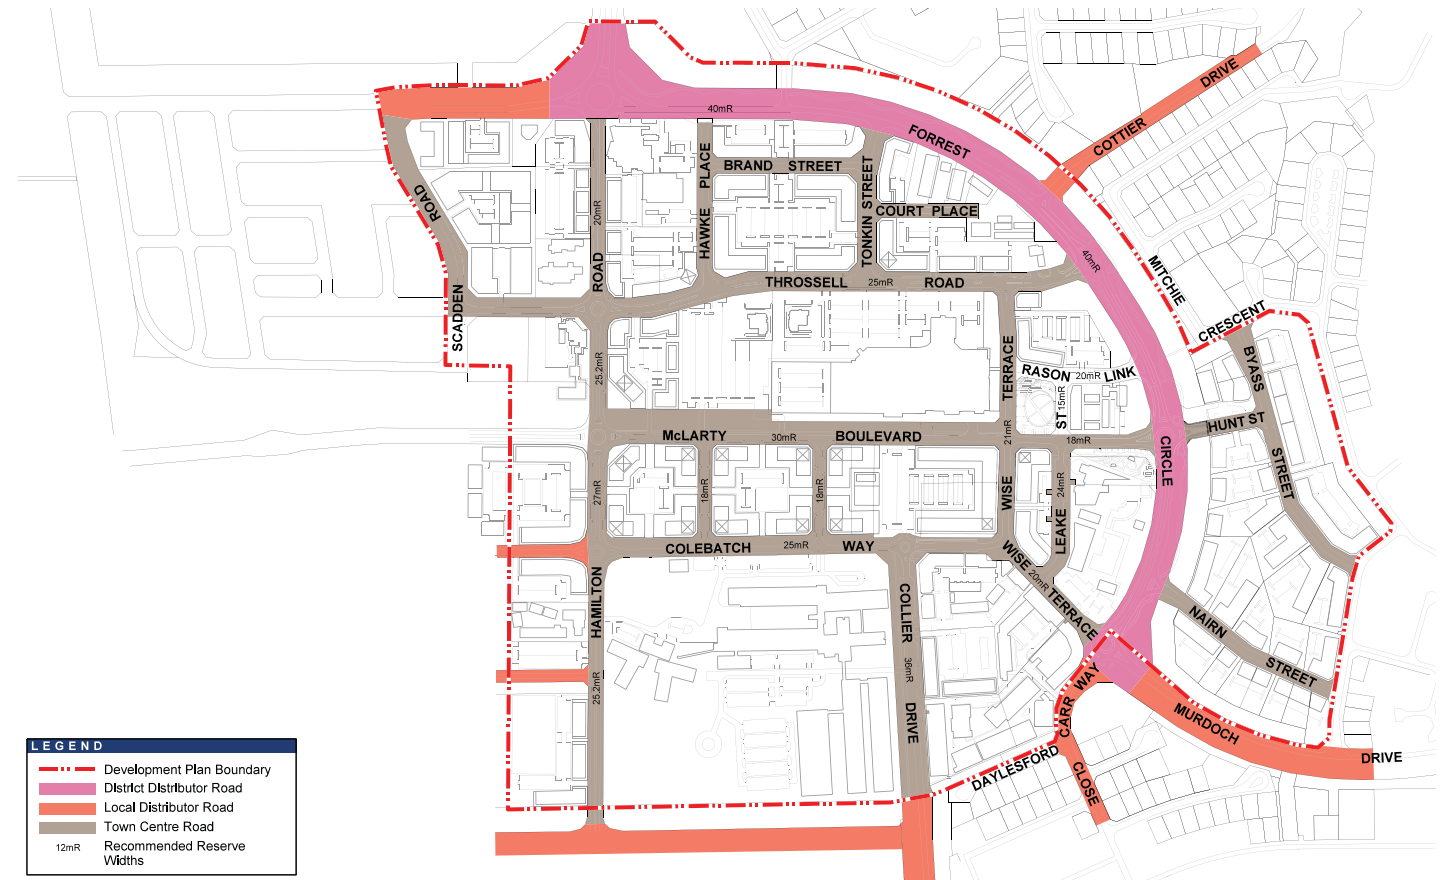 40mR
FORREST
COTTIER
DRIVE
BRAND STREET
HAWKE PLACE
TONKIN STREET
COURT PLACE
ROAD
SCADDEN
20mR
ROAD
40mR
THROSSELL 25mR ROAD
MITCHIE
CRESCENT
BYASS
STREET
HUNT ST
25.2mR
TERRACE
RASON 20mR LINK
ST 15mR
McLARTY 30mR BOULEVARD
21mR
18mR
CIRCLE
27mR
18mR
18mR
WISE
LEAKE 24mR
COLEBATCH 25mR WAY
WISE 20mR TERRACE
HAMILTON
25.2mR
COLLIER 36mR DRIVE
NAIRN
STREET
CARR WAY
MURDOCH
DRIVE
DAYLESFORD
CLOSE
LEGEND
Development Plan Boundary
District Distributor Road
Local Distributor Road
Town Centre Road
12mR Recommended Reserve
Widths